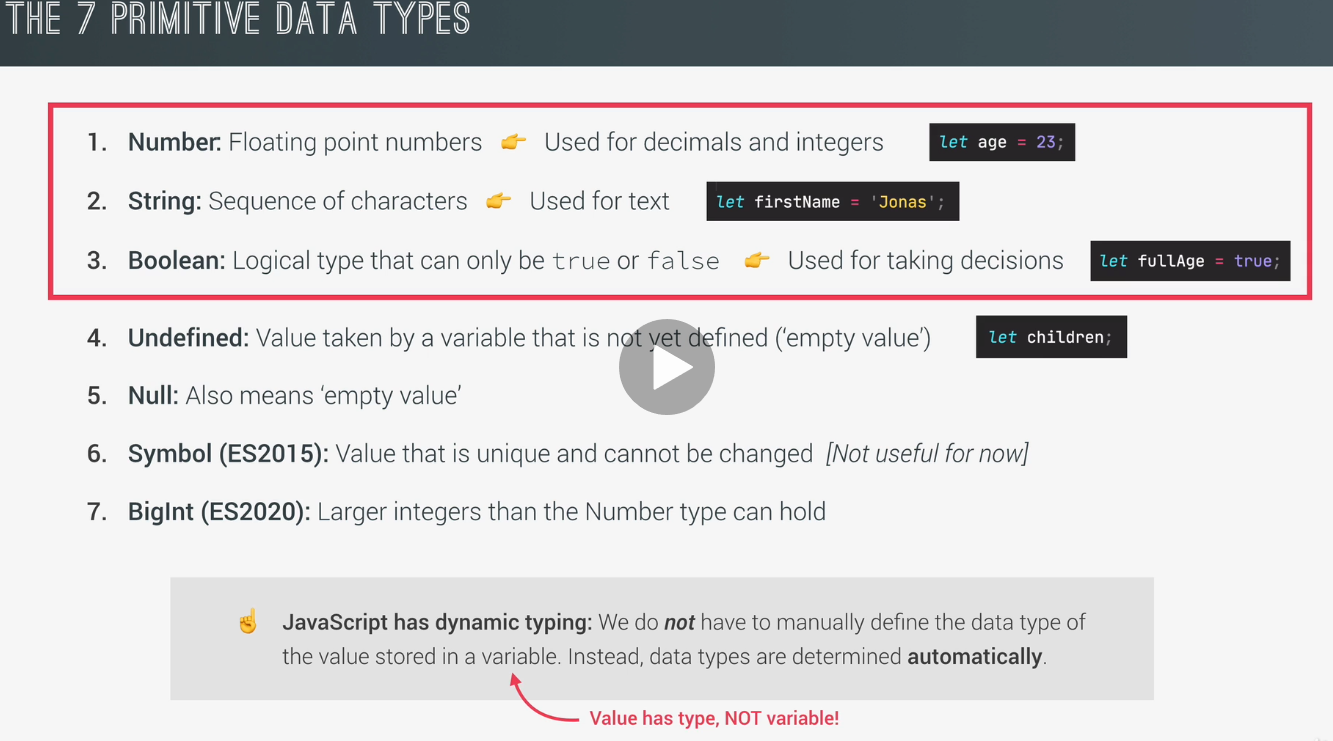 THE 7 PRIMITIVE DATA TYPES
1. Number: Floating point numbers 👉 Used for decimals and integers let age = 23;
2. String: Sequence of characters 👉 Used for text let firstName = 'Jonas';
3. Boolean: Logical type that can only be true or false 👉 Used for taking decisions let fullAge = true;
4. Undefined: Value taken by a variable that is not yet defined (‘empty value’) let children;
5. Null: Also means ‘empty value’
6. Symbol (ES2015): Value that is unique and cannot be changed [Not useful for now]
7. BigInt (ES2020): Larger integers than the Number type can hold
☝ JavaScript has dynamic typing: We do not have to manually define the data type of
the value stored in a variable. Instead, data types are determined automatically.
Value has type, NOT variable!